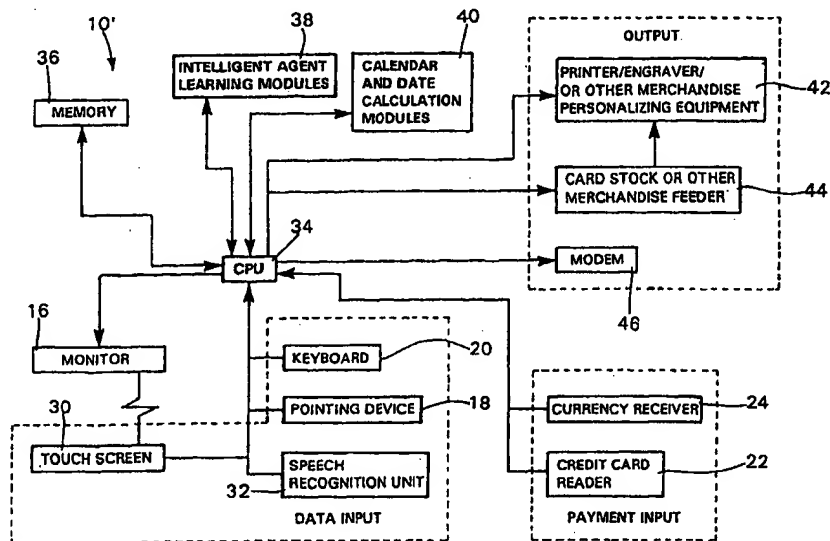 10'
36
MEMORY
38
INTELLIGENT AGENT
LEARNING MODULES
40
CALENDAR
AND DATE
CALCULATION
MODULES
OUTPUT
PRINTER/ENGRAVER/
OR OTHER MERCHANDISE
PERSONALIZING EQUIPMENT
42
CARD STOCK OR OTHER
MERCHANDISE FEEDER
44
MODEM
46
34
CPU
16
MONITOR
30
TOUCH SCREEN
KEYBOARD
20
POINTING DEVICE
18
SPEECH
RECOGNITION UNIT
32
DATA INPUT
CURRENCY RECEIVER
24
CREDIT CARD
READER
22
PAYMENT INPUT